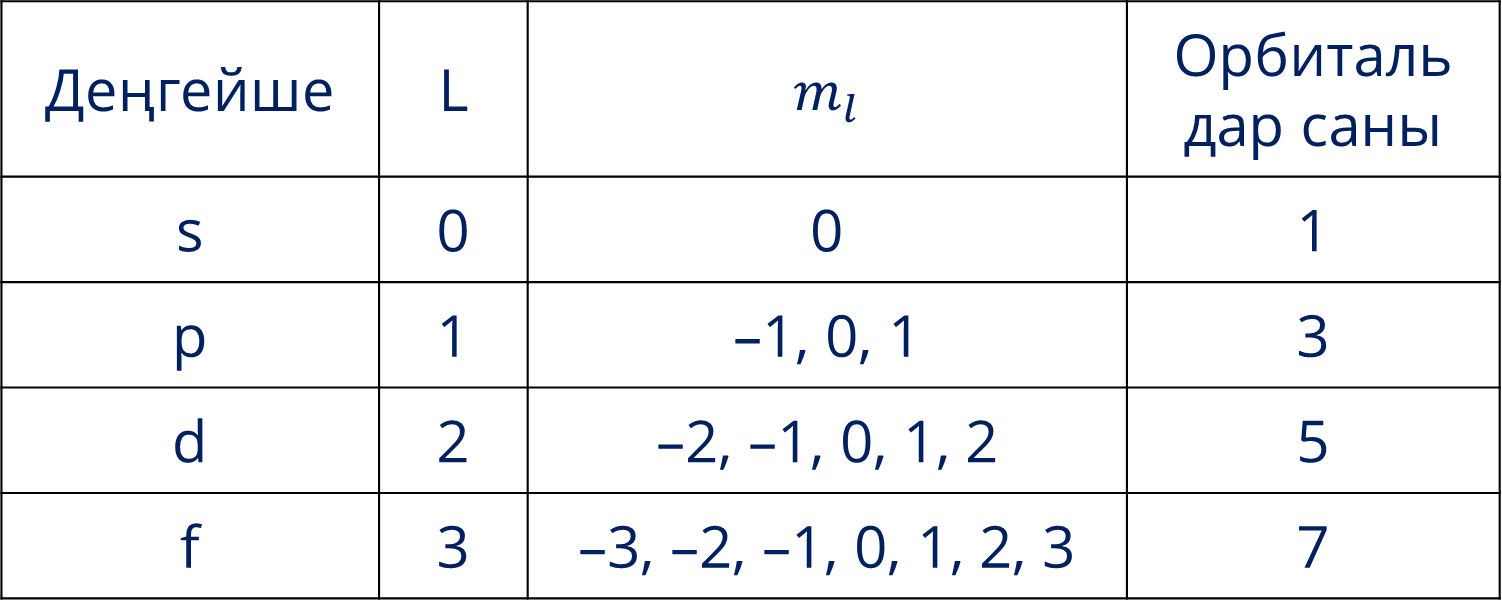 Деңгейше L mₗ Орбиталь
дар саны
s 0 0 1
p 1 –1, 0, 1 3
d 2 –2, –1, 0, 1, 2 5
f 3 –3, –2, –1, 0, 1, 2, 3 7